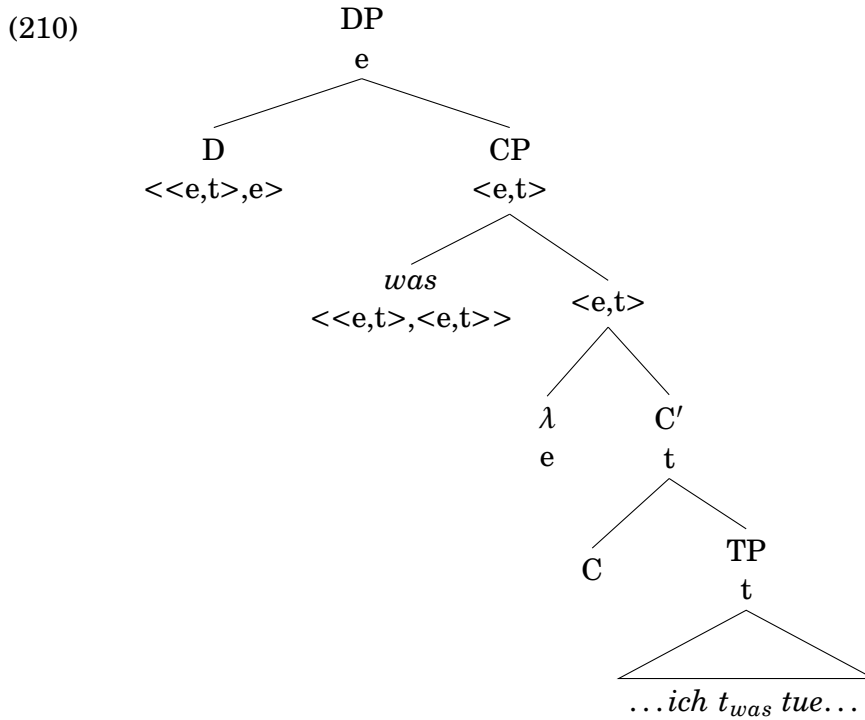 (210)
DP
e
D CP
<<e,t>,e> <e,t>
was
<<e,t>,<e,t>> <e,t>
λ C′
e t
C TP
t
…ich t_was tue…